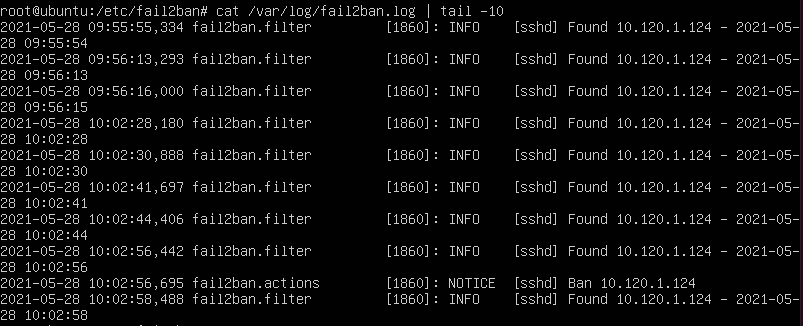 root@ubuntu:/etc/fail2ban# cat /var/log/fail2ban.log | tail -10
2021-05-28 09:55:55,334 fail2ban.filter         [1860]: INFO    [sshd] Found 10.120.1.124 - 2021-05-
28 09:55:54
2021-05-28 09:56:13,293 fail2ban.filter         [1860]: INFO    [sshd] Found 10.120.1.124 - 2021-05-
28 09:56:13
2021-05-28 09:56:16,000 fail2ban.filter         [1860]: INFO    [sshd] Found 10.120.1.124 - 2021-05-
28 09:56:15
2021-05-28 10:02:28,180 fail2ban.filter         [1860]: INFO    [sshd] Found 10.120.1.124 - 2021-05-
28 10:02:28
2021-05-28 10:02:30,888 fail2ban.filter         [1860]: INFO    [sshd] Found 10.120.1.124 - 2021-05-
28 10:02:30
2021-05-28 10:02:41,697 fail2ban.filter         [1860]: INFO    [sshd] Found 10.120.1.124 - 2021-05-
28 10:02:41
2021-05-28 10:02:44,406 fail2ban.filter         [1860]: INFO    [sshd] Found 10.120.1.124 - 2021-05-
28 10:02:44
2021-05-28 10:02:56,442 fail2ban.filter         [1860]: INFO    [sshd] Found 10.120.1.124 - 2021-05-
28 10:02:56
2021-05-28 10:02:56,695 fail2ban.actions        [1860]: NOTICE  [sshd] Ban 10.120.1.124
2021-05-28 10:02:58,488 fail2ban.filter         [1860]: INFO    [sshd] Found 10.120.1.124 - 2021-05-
28 10:02:58